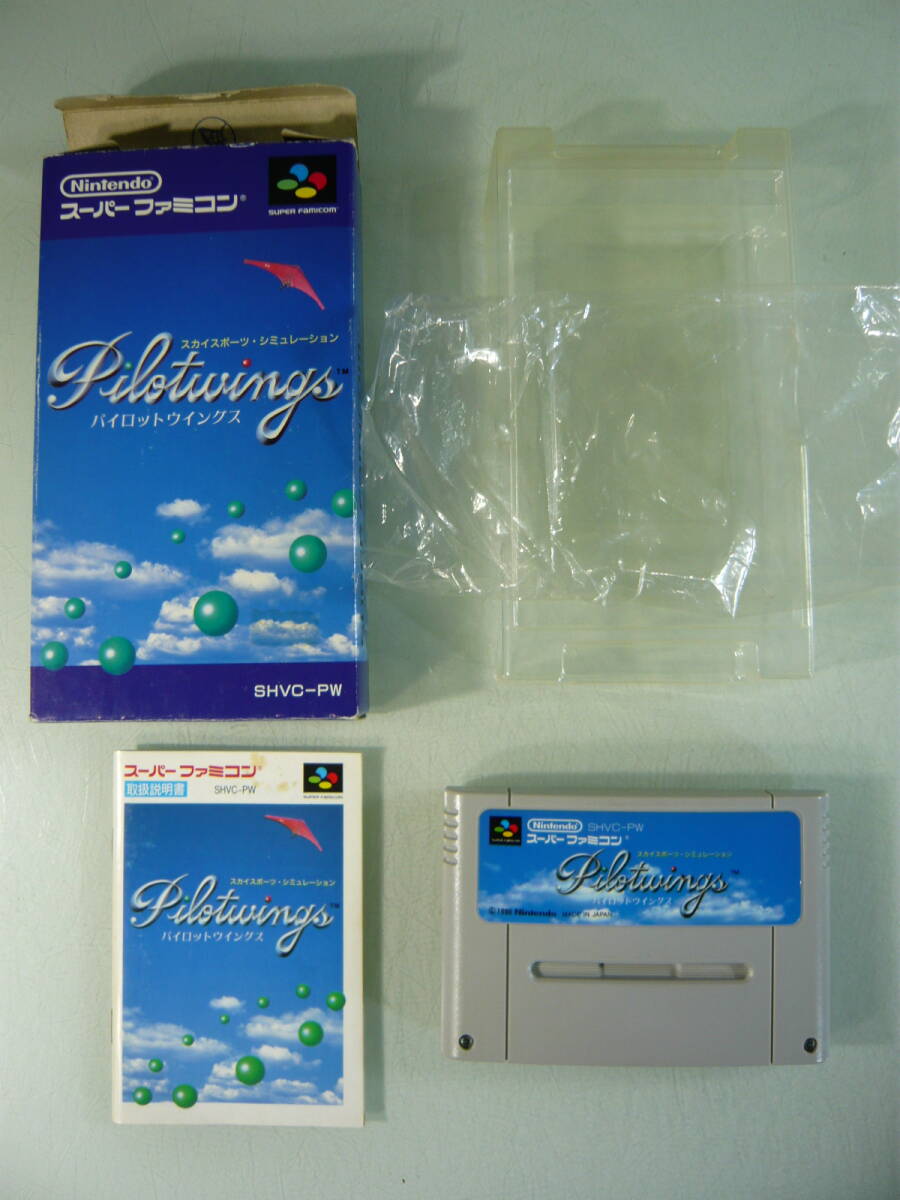 Nintendo
スーパーファミコン®
SUPER FAMICOM
スカイスポーツ・シミュレーション
Pilotwings™
パイロットウイングス
SHVC-PW
スーパーファミコン®
取扱説明書
SHVC-PW
SUPER FAMICOM
スカイスポーツ・シミュレーション
Pilotwings™
パイロットウイングス
Nintendo SHVC-PW
スーパーファミコン®
スカイスポーツ・シミュレーション
Pilotwings™
パイロットウイングス
©1990 Nintendo MADE IN JAPAN